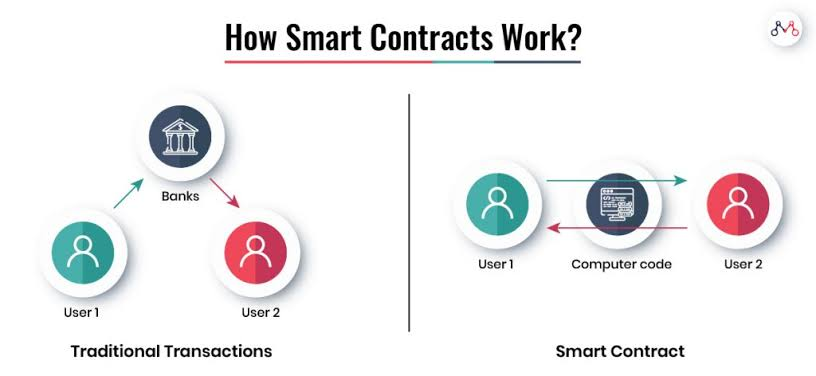 How Smart Contracts Work?
Banks
User 1
User 2
Traditional Transactions
User 1
Computer code
User 2
Smart Contract